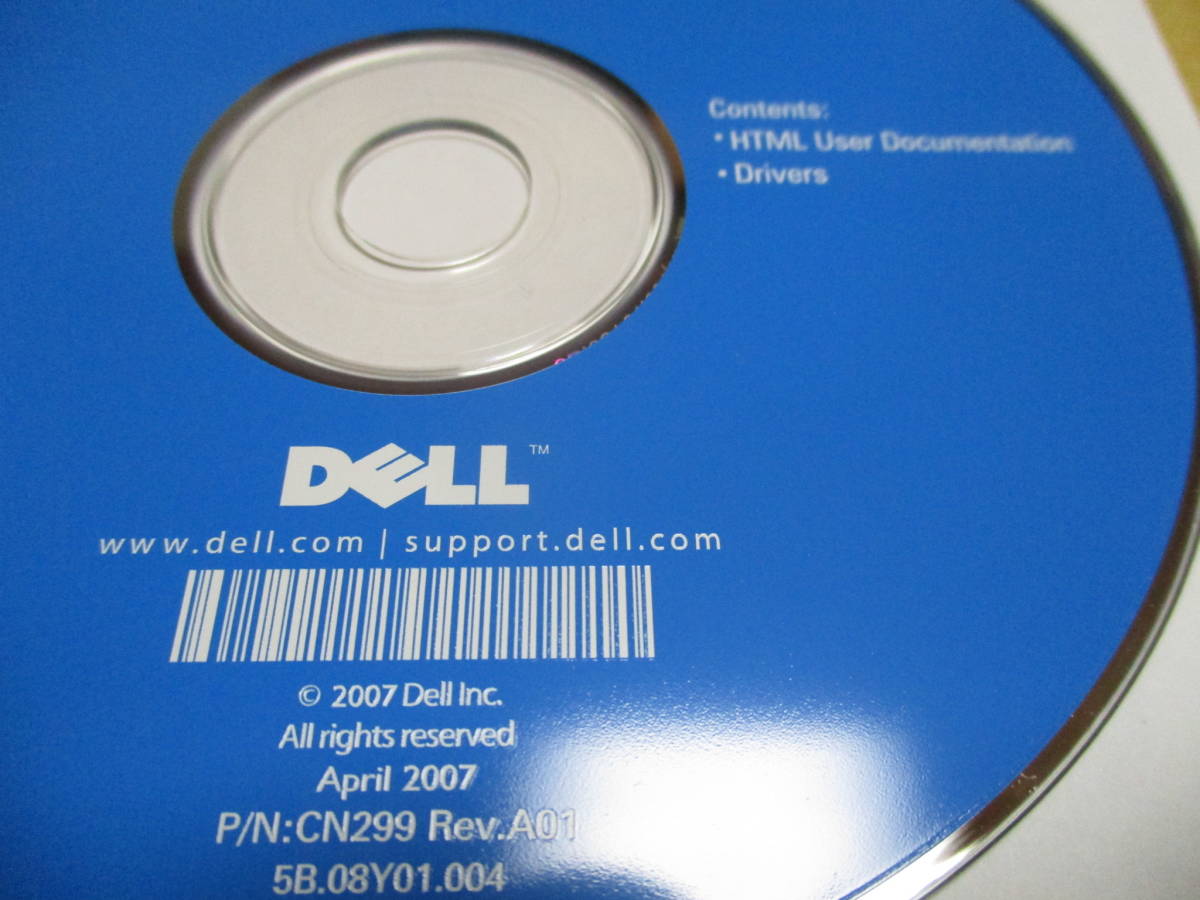 Contents:
• HTML User Documentation
• Drivers
DELL™
www.dell.com | support.dell.com
© 2007 Dell Inc.
All rights reserved
April 2007
P/N:CN299 Rev.A01
5B.08Y01.004